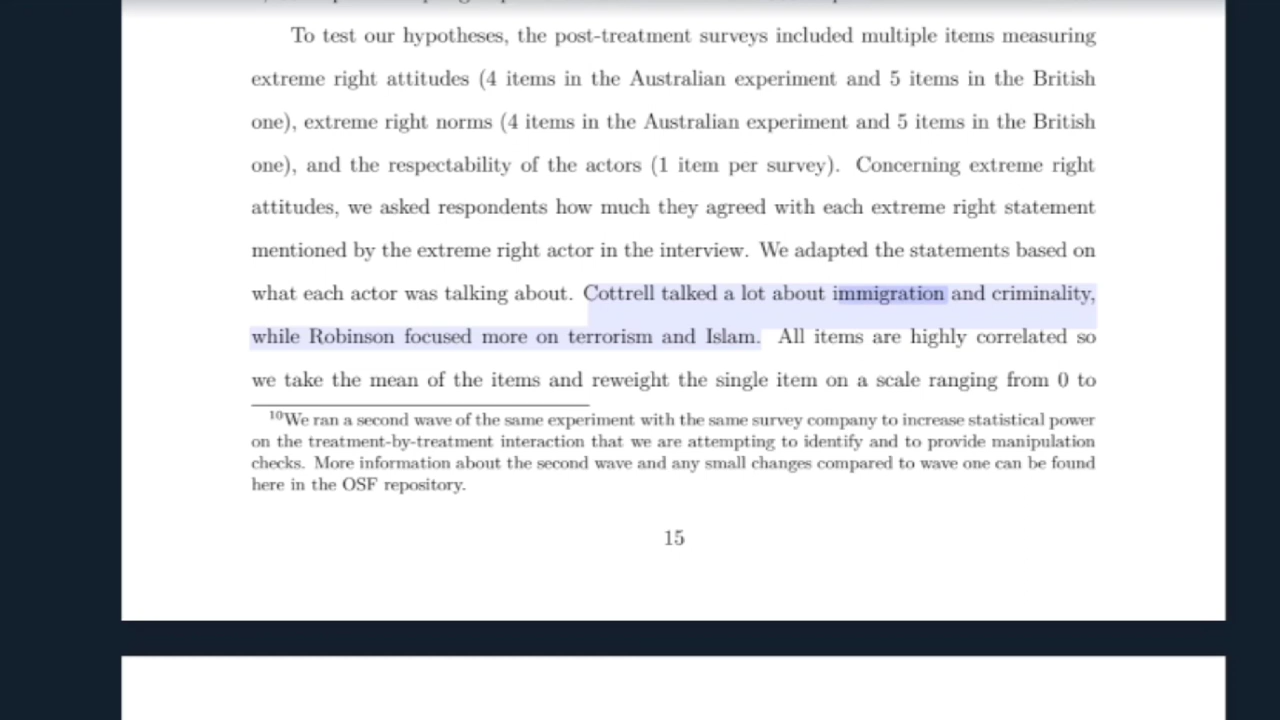 To test our hypotheses, the post-treatment surveys included multiple items measuring
extreme right attitudes (4 items in the Australian experiment and 5 items in the British
one), extreme right norms (4 items in the Australian experiment and 5 items in the British
one), and the respectability of the actors (1 item per survey). Concerning extreme right
attitudes, we asked respondents how much they agreed with each extreme right statement
mentioned by the extreme right actor in the interview. We adapted the statements based on
what each actor was talking about. Cottrell talked a lot about immigration and criminality,
while Robinson focused more on terrorism and Islam. All items are highly correlated so
we take the mean of the items and reweight the single item on a scale ranging from 0 to
10We ran a second wave of the same experiment with the same survey company to increase statistical power
on the treatment-by-treatment interaction that we are attempting to identify and to provide manipulation
checks. More information about the second wave and any small changes compared to wave one can be found
here in the OSF repository.
15